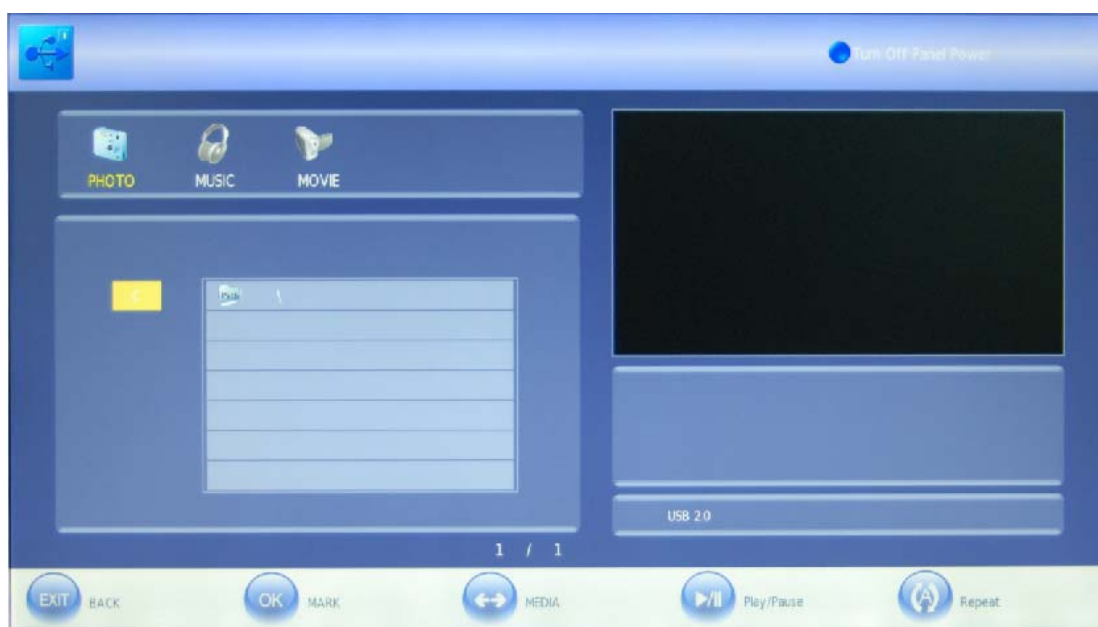 Turn Off Panel Power
PHOTO MUSIC MOVIE
C
\
USB 2.0
1 / 1
EXIT BACK OK MARK MEDIA Play/Pause A Repeat